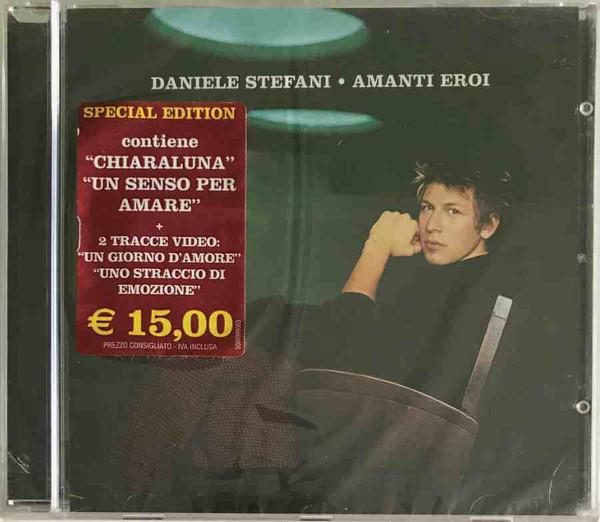 DANIELE STEFANI • AMANTI EROI
SPECIAL EDITION
contiene
“CHIARALUNA”
“UN SENSO PER
AMARE”
+
2 TRACCE VIDEO:
“UN GIORNO D'AMORE”
“UNO STRACCIO DI
EMOZIONE”
€ 15,00
PREZZO CONSIGLIATO - IVA INCLUSA